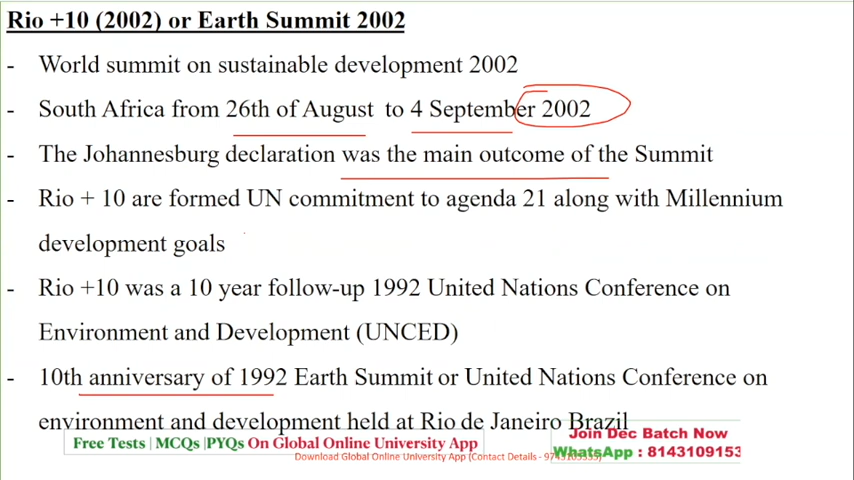 Rio +10 (2002) or Earth Summit 2002
- World summit on sustainable development 2002
- South Africa from 26th of August to 4 September 2002
- The Johannesburg declaration was the main outcome of the Summit
- Rio + 10 are formed UN commitment to agenda 21 along with Millennium
development goals
- Rio +10 was a 10 year follow-up 1992 United Nations Conference on
Environment and Development (UNCED)
- 10th anniversary of 1992 Earth Summit or United Nations Conference on
environment and development held at Rio de Janeiro Brazil
Free Tests | MCQs |PYQs On Global Online University App
Join Dec Batch Now
WhatsApp : 8143109153
Download Global Online University App (Contact Details -